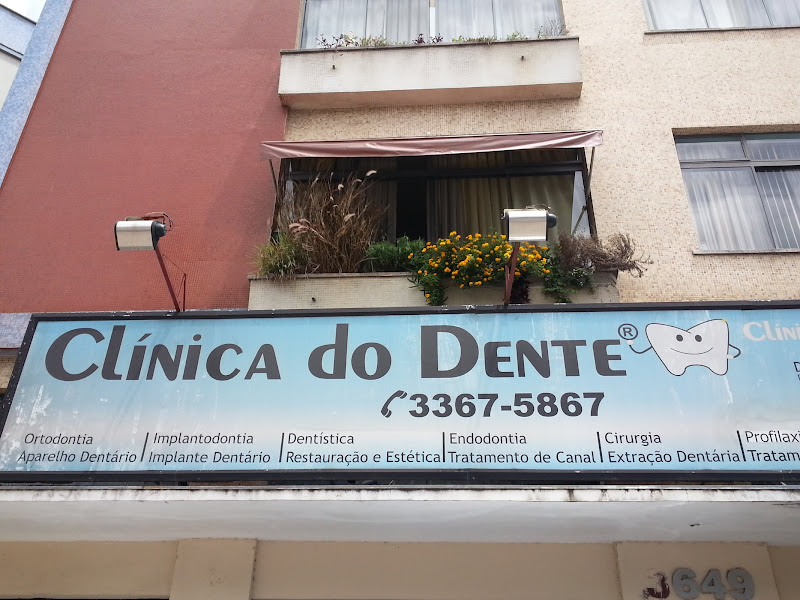 CLÍNICA DO DENTE®
3367-5867
Ortodontia
Aparelho Dentário
Implantodontia
Implante Dentário
Dentística
Restauração e Estética
Endodontia
Tratamento de Canal
Cirurgia
Extração Dentária
3649